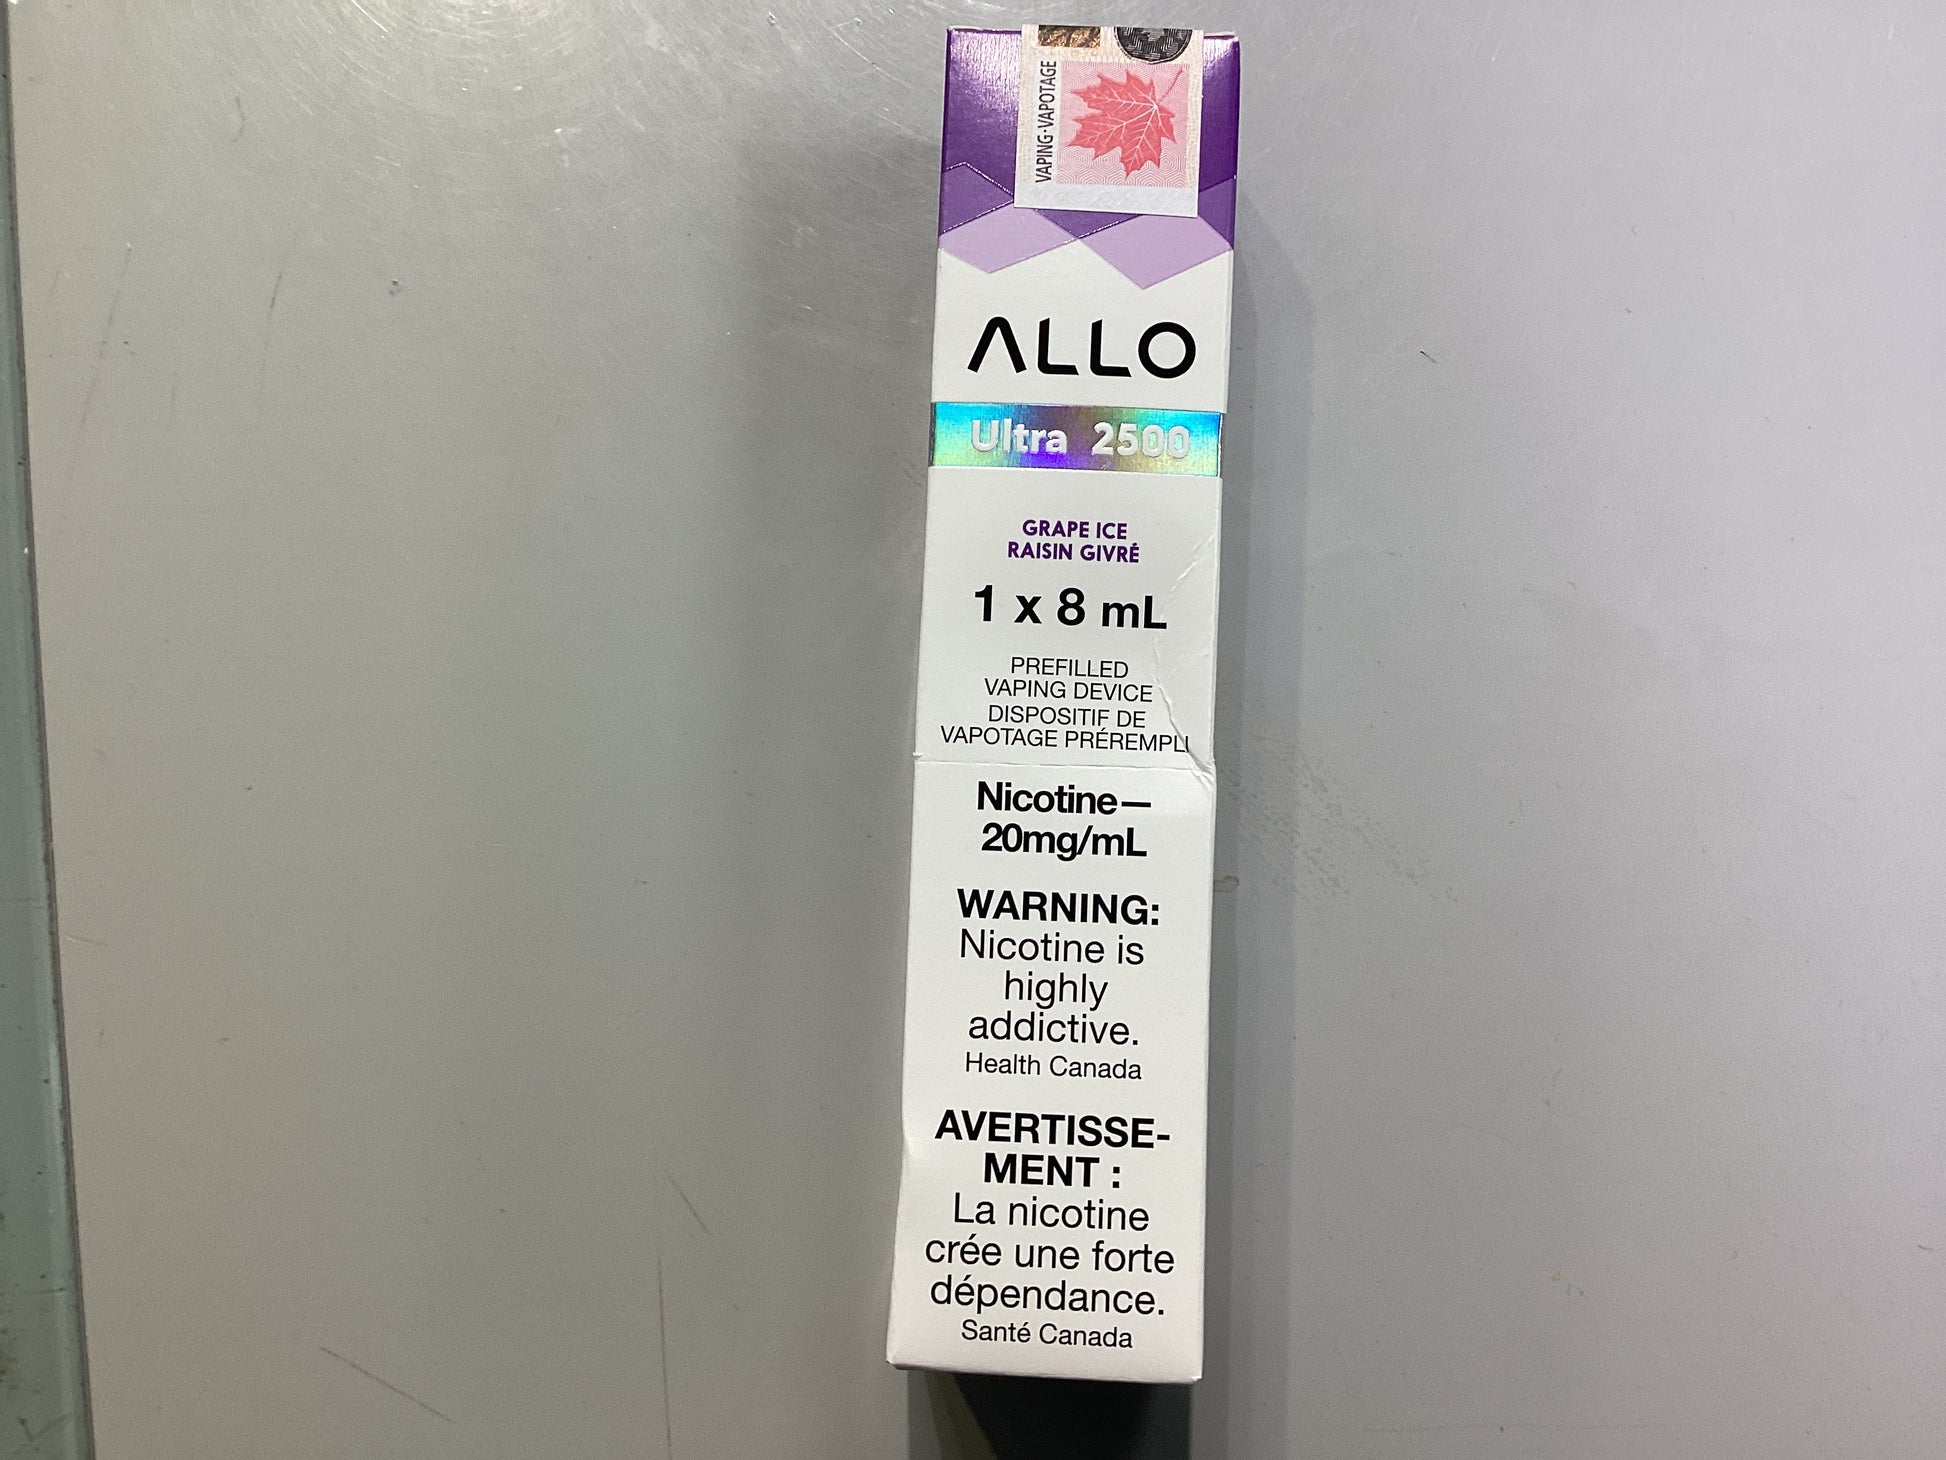 VAPING·VAPOTAGE
ALLO
Ultra 2500
GRAPE ICE
RAISIN GIVRÉ
1 x 8 mL
PREFILLED
VAPING DEVICE
DISPOSITIF DE
VAPOTAGE PRÉREMPLI
Nicotine—
20mg/mL
WARNING:
Nicotine is
highly
addictive.
Health Canada
AVERTISSE-
MENT :
La nicotine
crée une forte
dépendance.
Santé Canada